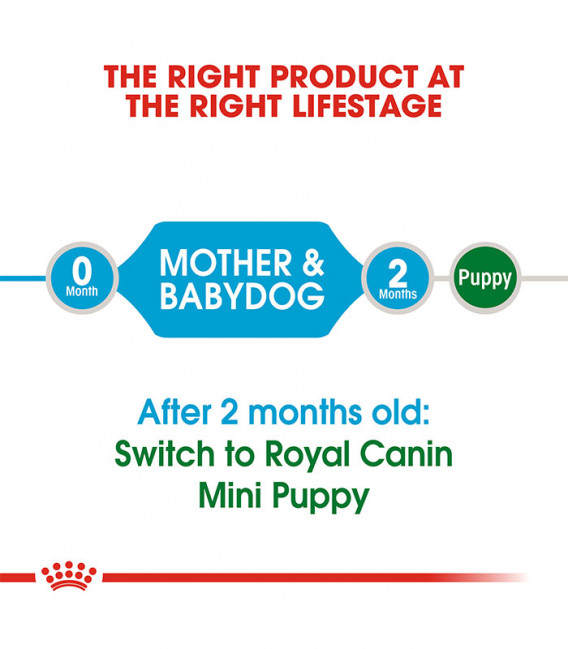 THE RIGHT PRODUCT AT
THE RIGHT LIFESTAGE
0
Month
MOTHER &
BABYDOG
2
Months
Puppy
After 2 months old:
Switch to Royal Canin
Mini Puppy